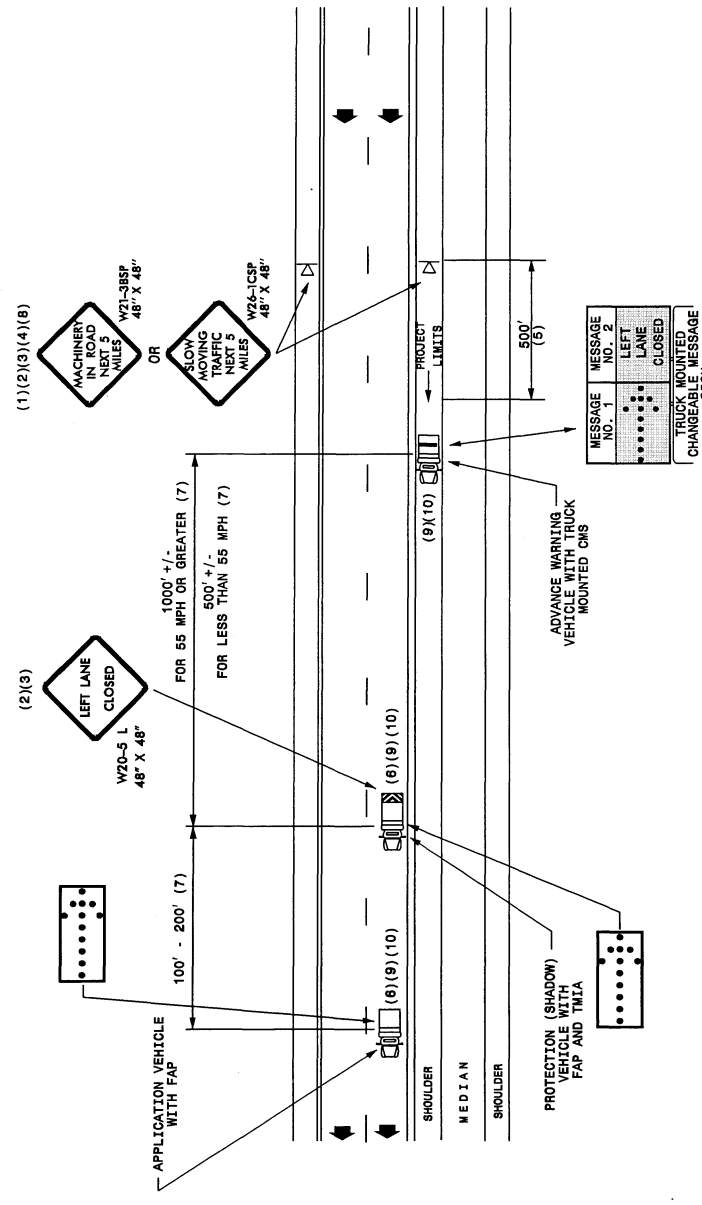 (1)(2)(3)(4)(8)
MACHINERY
IN ROAD
NEXT 5
MILES
W21-3BSP
48" X 48"
OR
SLOW
MOVING
TRAFFIC
NEXT 5
MILES
W26-1CSP
48" X 48"
(2)(3)
LEFT LANE
CLOSED
W20-5 L
48" X 48"
1000' +/-
FOR 55 MPH OR GREATER (7)
500' +/-
FOR LESS THAN 55 MPH (7)
100' - 200' (7)
APPLICATION VEHICLE
WITH FAP
(6)(9)(10)
(6)(9)(10)
(9)(10)
PROJECT
LIMITS
500'
(5)
SHOULDER
MEDIAN
SHOULDER
PROTECTION (SHADOW)
VEHICLE WITH
FAP AND TMIA
ADVANCE WARNING
VEHICLE WITH TRUCK
MOUNTED CMS
MESSAGE
NO. 1
MESSAGE
NO. 2
LEFT
LANE
CLOSED
TRUCK MOUNTED
CHANGEABLE MESSAGE